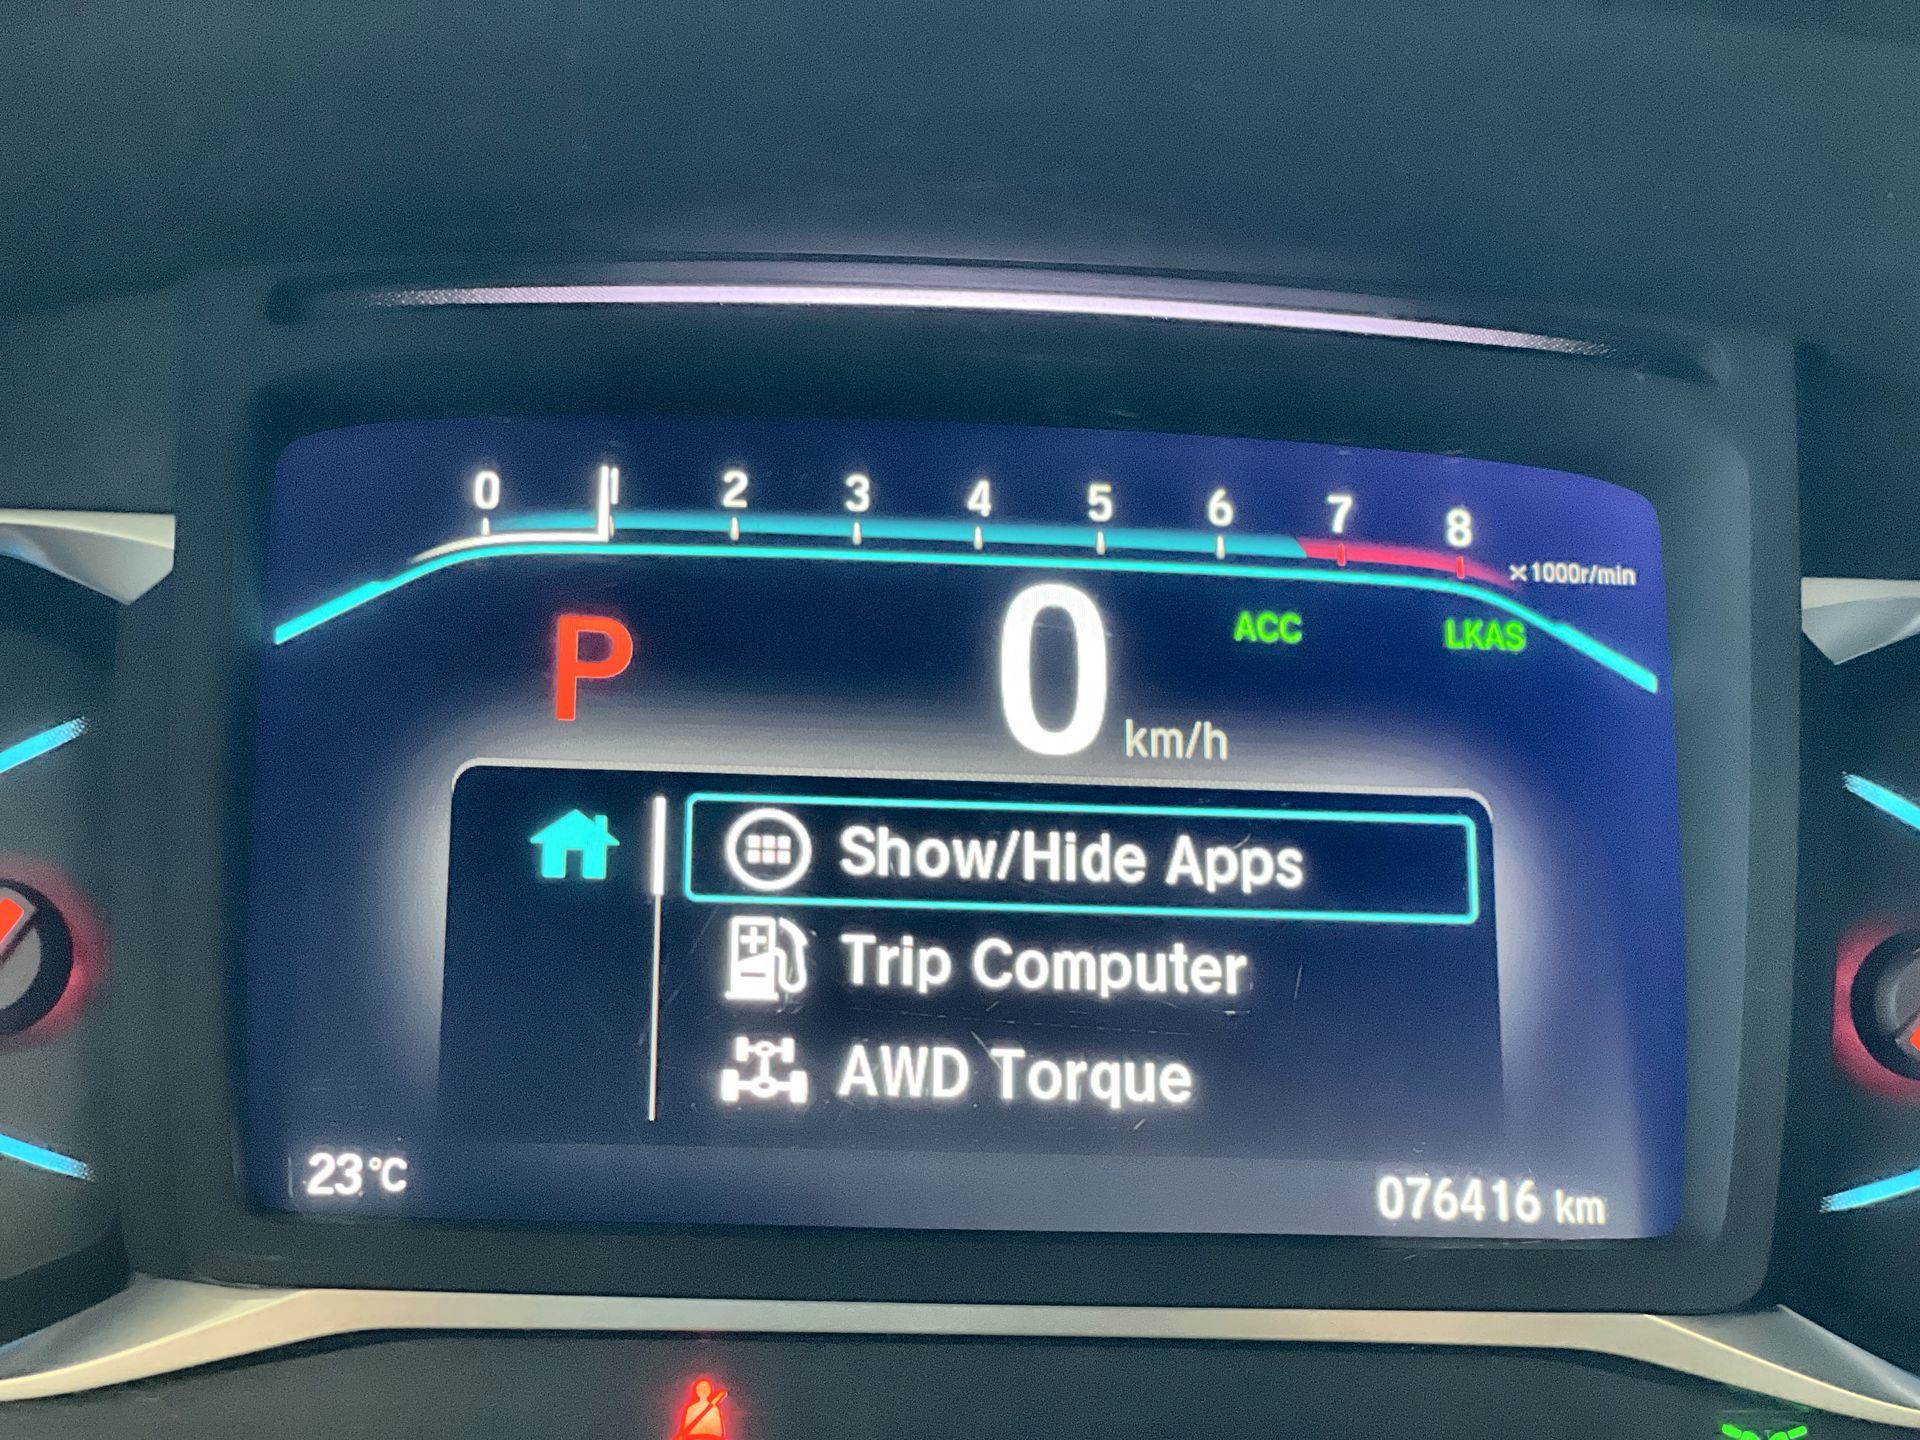 0 1 2 3 4 5 6 7 8
×1000r/min
P 0 km/h ACC LKAS
Show/Hide Apps
Trip Computer
AWD Torque
23°C 076416 km